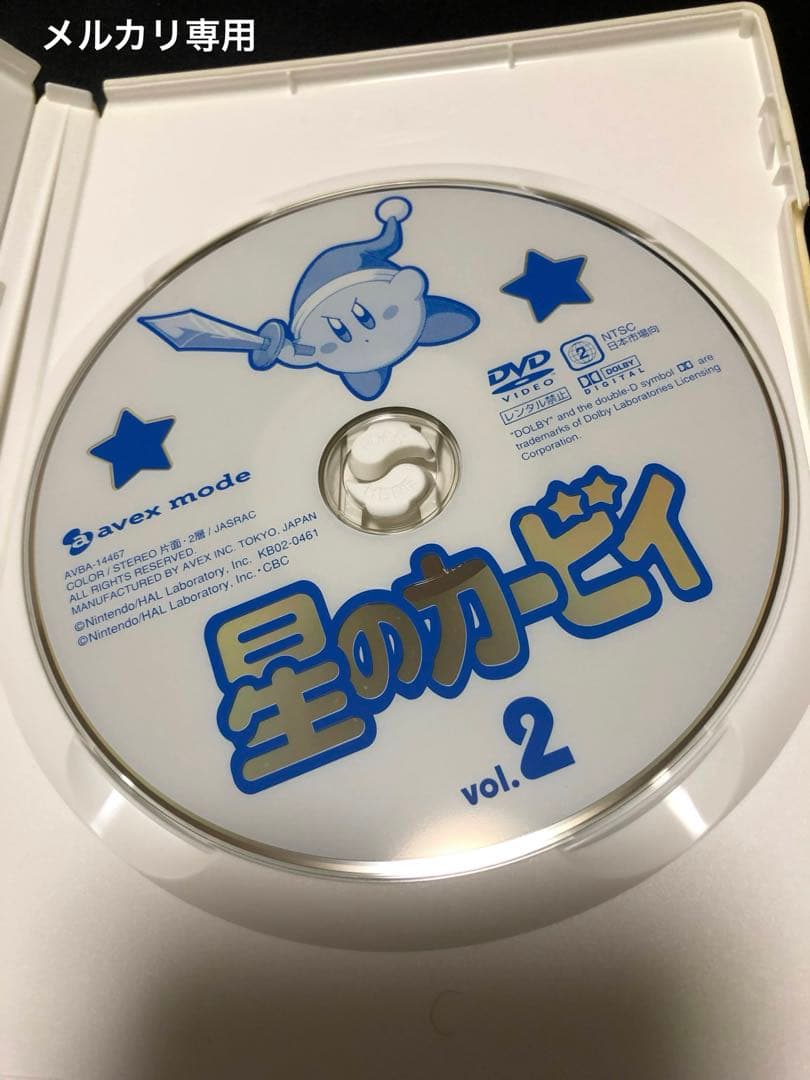 メルカリ専用
DVD
VIDEO
2
NTSC
日本市場向
レンタル禁止
DOLBY
DIGITAL
"DOLBY" and the double-D symbol are
trademarks of Dolby Laboratories Licensing
Corporation.
a avex mode
AVBA-14467
COLOR / STEREO 片面・2層 / JASRAC
ALL RIGHTS RESERVED.
MANUFACTURED BY AVEX INC. TOKYO, JAPAN
©Nintendo/HAL Laboratory, Inc. KB02-0461
©Nintendo/HAL Laboratory, Inc.・CBC
星のカービィ
vol.2